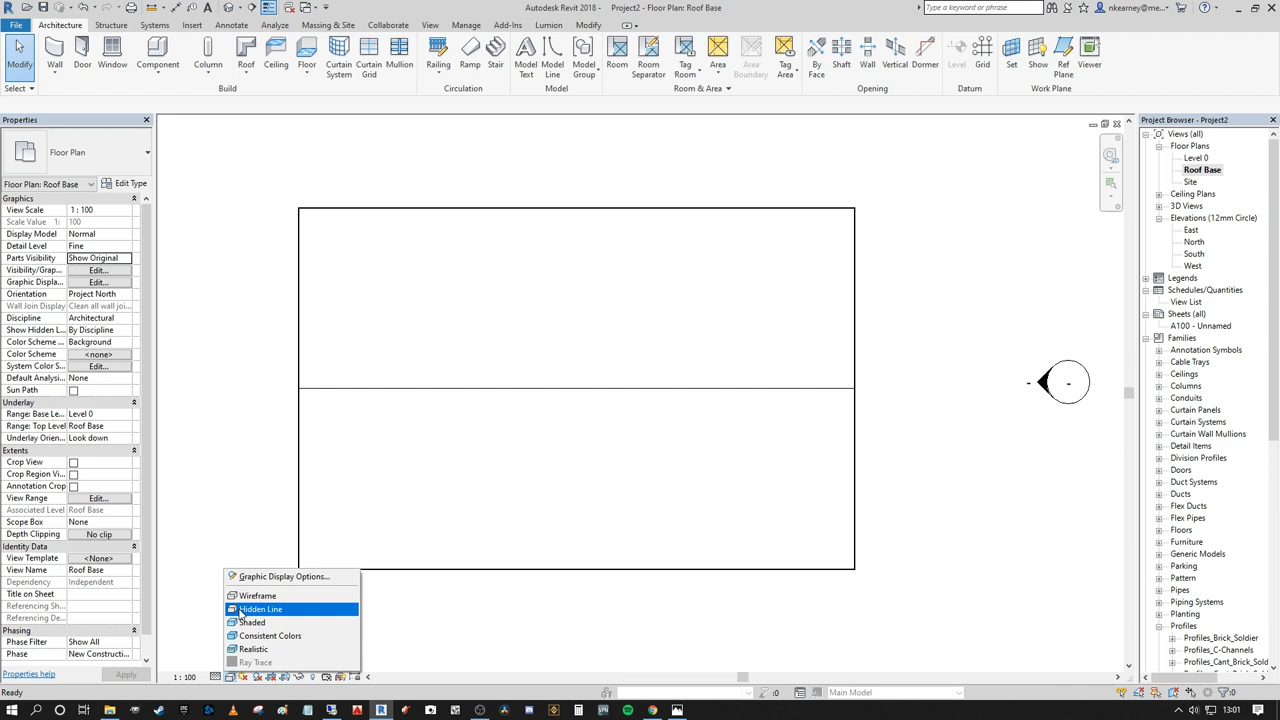 Autodesk Revit 2018 - Floor Plan: Roof Base
Type a keyword or phrase
nkearney@me...
File Architecture Structure Systems Insert Annotate Analyze Massing & Site Collaborate View Manage Add-Ins Lumion Modify
Modify Wall Door Window Component Column Roof Ceiling Floor Curtain System Curtain Grid Mullion Railing Ramp Stair Model Text Model Line Model Group Room Room Separator Tag Room Area Area Boundary Tag Area By Face Shaft Wall Vertical Dormer Level Grid Set Show Ref Plane Viewer
Select Build Circulation Model Room & Area Opening Datum Work Plane
Properties
Floor Plan
Floor Plan: Roof Base Edit Type
Graphics
View Scale 1 : 100
Scale Value 1: 100
Display Model Normal
Detail Level Fine
Parts Visibility Show Original
Visibility/Grap... Edit...
Graphic Displa... Edit...
Orientation Project North
Wall Join Display Clean all wall joi...
Discipline Architectural
Show Hidden L... By Discipline
Color Scheme ... Background
Color Scheme <none>
System Color S... Edit...
Default Analysi... None
Sun Path
Underlay
Range: Base Le... Level 0
Range: Top Level Roof Base
Underlay Orien... Look down
Extents
Crop View
Crop Region Vi...
Annotation Crop
View Range Edit...
Associated Level Roof Base
Scope Box None
Depth Clipping No clip
Identity Data
View Template <None>
View Name Roof Base
Dependency Independent
Title on Sheet
Referencing Sh...
Referencing De...
Phasing
Phase Filter Show All
Phase New Constructi...
Properties help Apply
Graphic Display Options...
Wireframe
Hidden Line
Shaded
Consistent Colors
Realistic
Ray Trace
1 : 100
Ready
:0
Main Model
:0
Project Browser - Project2
Views (all)
Floor Plans
Level 0
Roof Base
Site
Ceiling Plans
3D Views
Elevations (12mm Circle)
East
North
South
West
Legends
Schedules/Quantities
View List
Sheets (all)
A100 - Unnamed
Families
Annotation Symbols
Cable Trays
Ceilings
Columns
Conduits
Curtain Panels
Curtain Systems
Curtain Wall Mullions
Detail Items
Division Profiles
Doors
Duct Systems
Ducts
Flex Ducts
Flex Pipes
Floors
Furniture
Generic Models
Parking
Pattern
Pipes
Piping Systems
Planting
Profiles
Profiles_Brick_Soldier
Profiles_C-Channels
Profiles_Cant_Brick_Sold
13:01